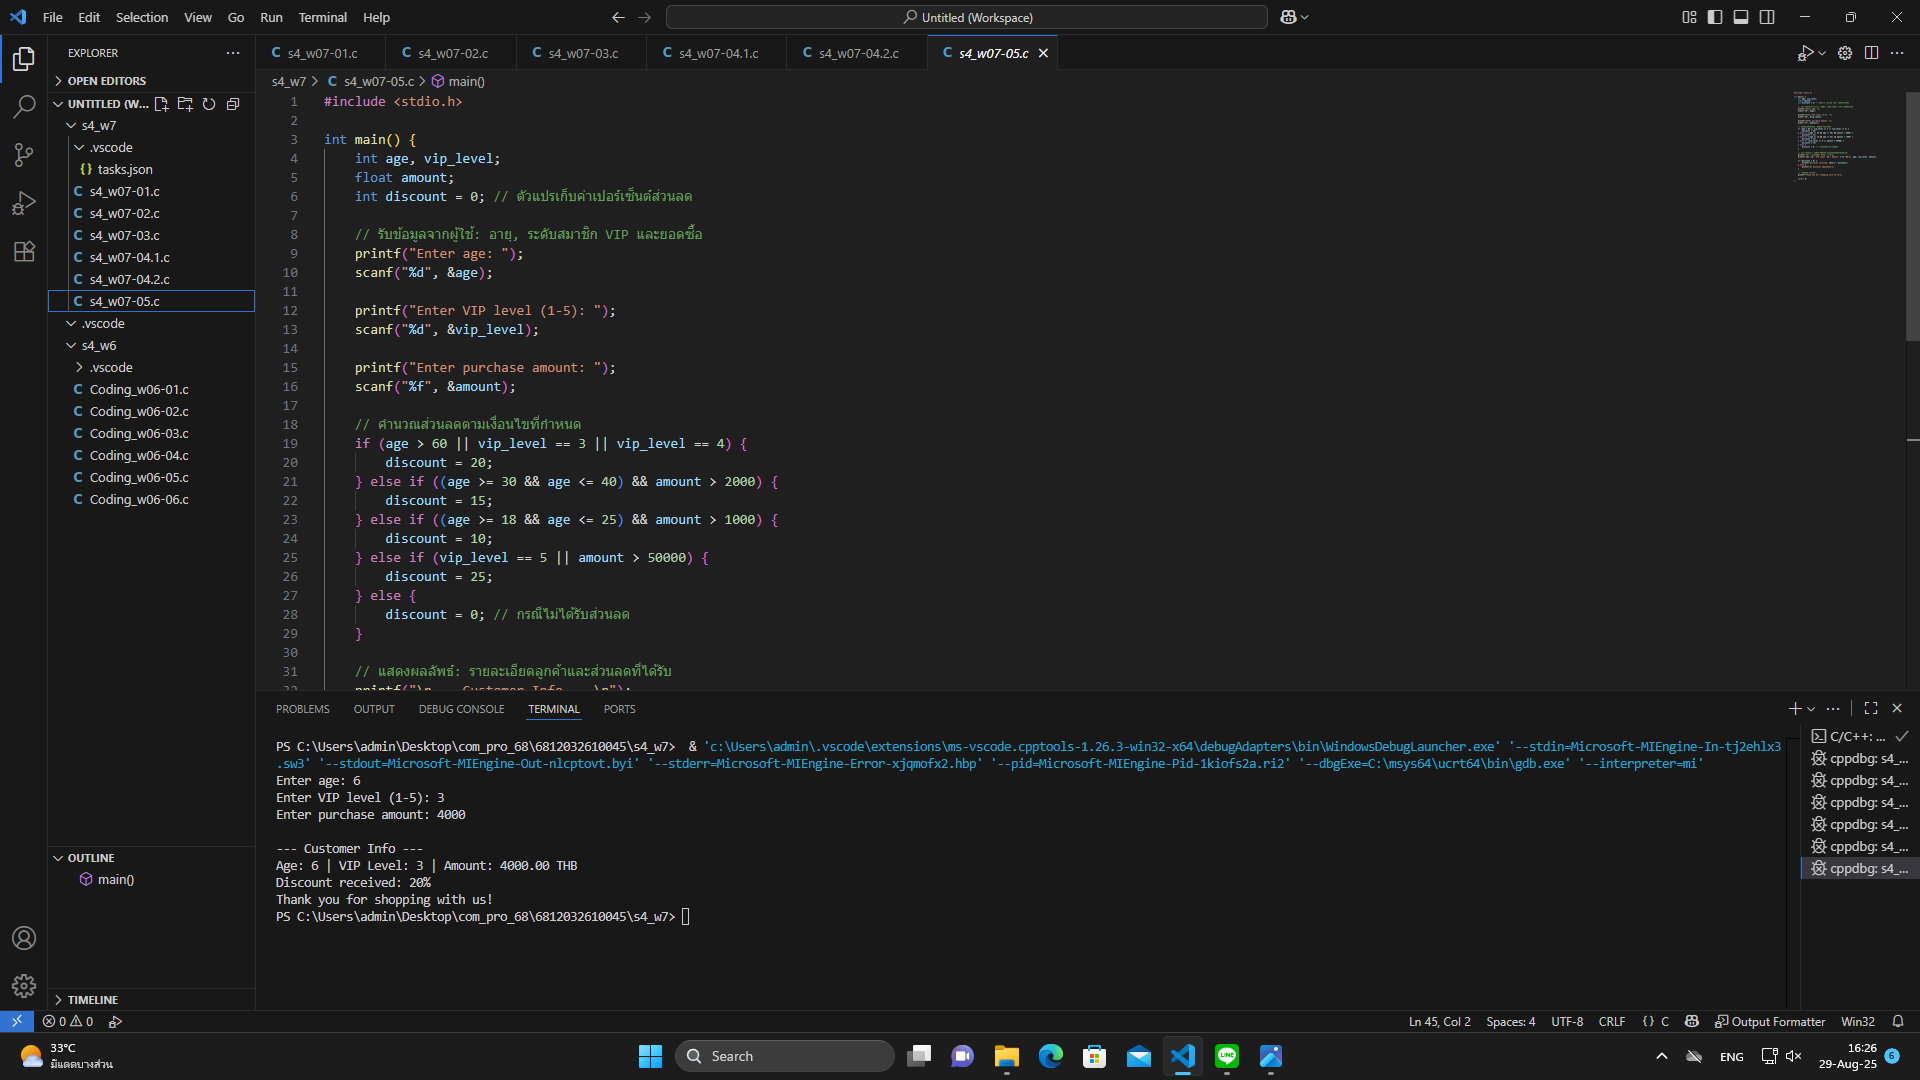 File Edit Selection View Go Run Terminal Help
Untitled (Workspace)
EXPLORER
OPEN EDITORS
UNTITLED (W...
s4_w7
.vscode
tasks.json
s4_w07-01.c
s4_w07-02.c
s4_w07-03.c
s4_w07-04.1.c
s4_w07-04.2.c
s4_w07-05.c
.vscode
s4_w6
.vscode
Coding_w06-01.c
Coding_w06-02.c
Coding_w06-03.c
Coding_w06-04.c
Coding_w06-05.c
Coding_w06-06.c
OUTLINE
main()
TIMELINE
s4_w07-01.c s4_w07-02.c s4_w07-03.c s4_w07-04.1.c s4_w07-04.2.c s4_w07-05.c
s4_w7 > C s4_w07-05.c > main()
1 #include <stdio.h>
2
3 int main() {
4 int age, vip_level;
5 float amount;
6 int discount = 0; // ตัวแปรเก็บค่าเปอร์เซ็นต์ส่วนลด
7
8 // รับข้อมูลจากผู้ใช้: อายุ, ระดับสมาชิก VIP และยอดซื้อ
9 printf("Enter age: ");
10 scanf("%d", &age);
11
12 printf("Enter VIP level (1-5): ");
13 scanf("%d", &vip_level);
14
15 printf("Enter purchase amount: ");
16 scanf("%f", &amount);
17
18 // คำนวณส่วนลดตามเงื่อนไขที่กำหนด
19 if (age > 60 || vip_level == 3 || vip_level == 4) {
20 discount = 20;
21 } else if ((age >= 30 && age <= 40) && amount > 2000) {
22 discount = 15;
23 } else if ((age >= 18 && age <= 25) && amount > 1000) {
24 discount = 10;
25 } else if (vip_level == 5 || amount > 50000) {
26 discount = 25;
27 } else {
28 discount = 0; // กรณีไม่ได้รับส่วนลด
29 }
30
31 // แสดงผลลัพธ์: รายละเอียดลูกค้าและส่วนลดที่ได้รับ
32 printf("\n--- Customer Info ---\n");
PROBLEMS OUTPUT DEBUG CONSOLE TERMINAL PORTS
PS C:\Users\admin\Desktop\com_pro_68\6812032610045\s4_w7> & 'c:\Users\admin\.vscode\extensions\ms-vscode.cpptools-1.26.3-win32-x64\debugAdapters\bin\WindowsDebugLauncher.exe' '--stdin=Microsoft-MIEngine-In-tj2ehlx3
.sw3' '--stdout=Microsoft-MIEngine-Out-nlcptovt.byi' '--stderr=Microsoft-MIEngine-Error-xjqmofx2.hbp' '--pid=Microsoft-MIEngine-Pid-1kiofs2a.ri2' '--dbgExe=C:\msys64\ucrt64\bin\gdb.exe' '--interpreter=mi'
Enter age: 6
Enter VIP level (1-5): 3
Enter purchase amount: 4000
--- Customer Info ---
Age: 6 | VIP Level: 3 | Amount: 4000.00 THB
Discount received: 20%
Thank you for shopping with us!
PS C:\Users\admin\Desktop\com_pro_68\6812032610045\s4_w7>
C/C++: ...
cppdbg: s4_...
cppdbg: s4_...
cppdbg: s4_...
cppdbg: s4_...
cppdbg: s4_...
cppdbg: s4_...
0 0
Ln 45, Col 2 Spaces: 4 UTF-8 CRLF {} C Output Formatter Win32
33°C
มีแดดบางส่วน
Search
LINE
ENG
16:26
29-Aug-25
6